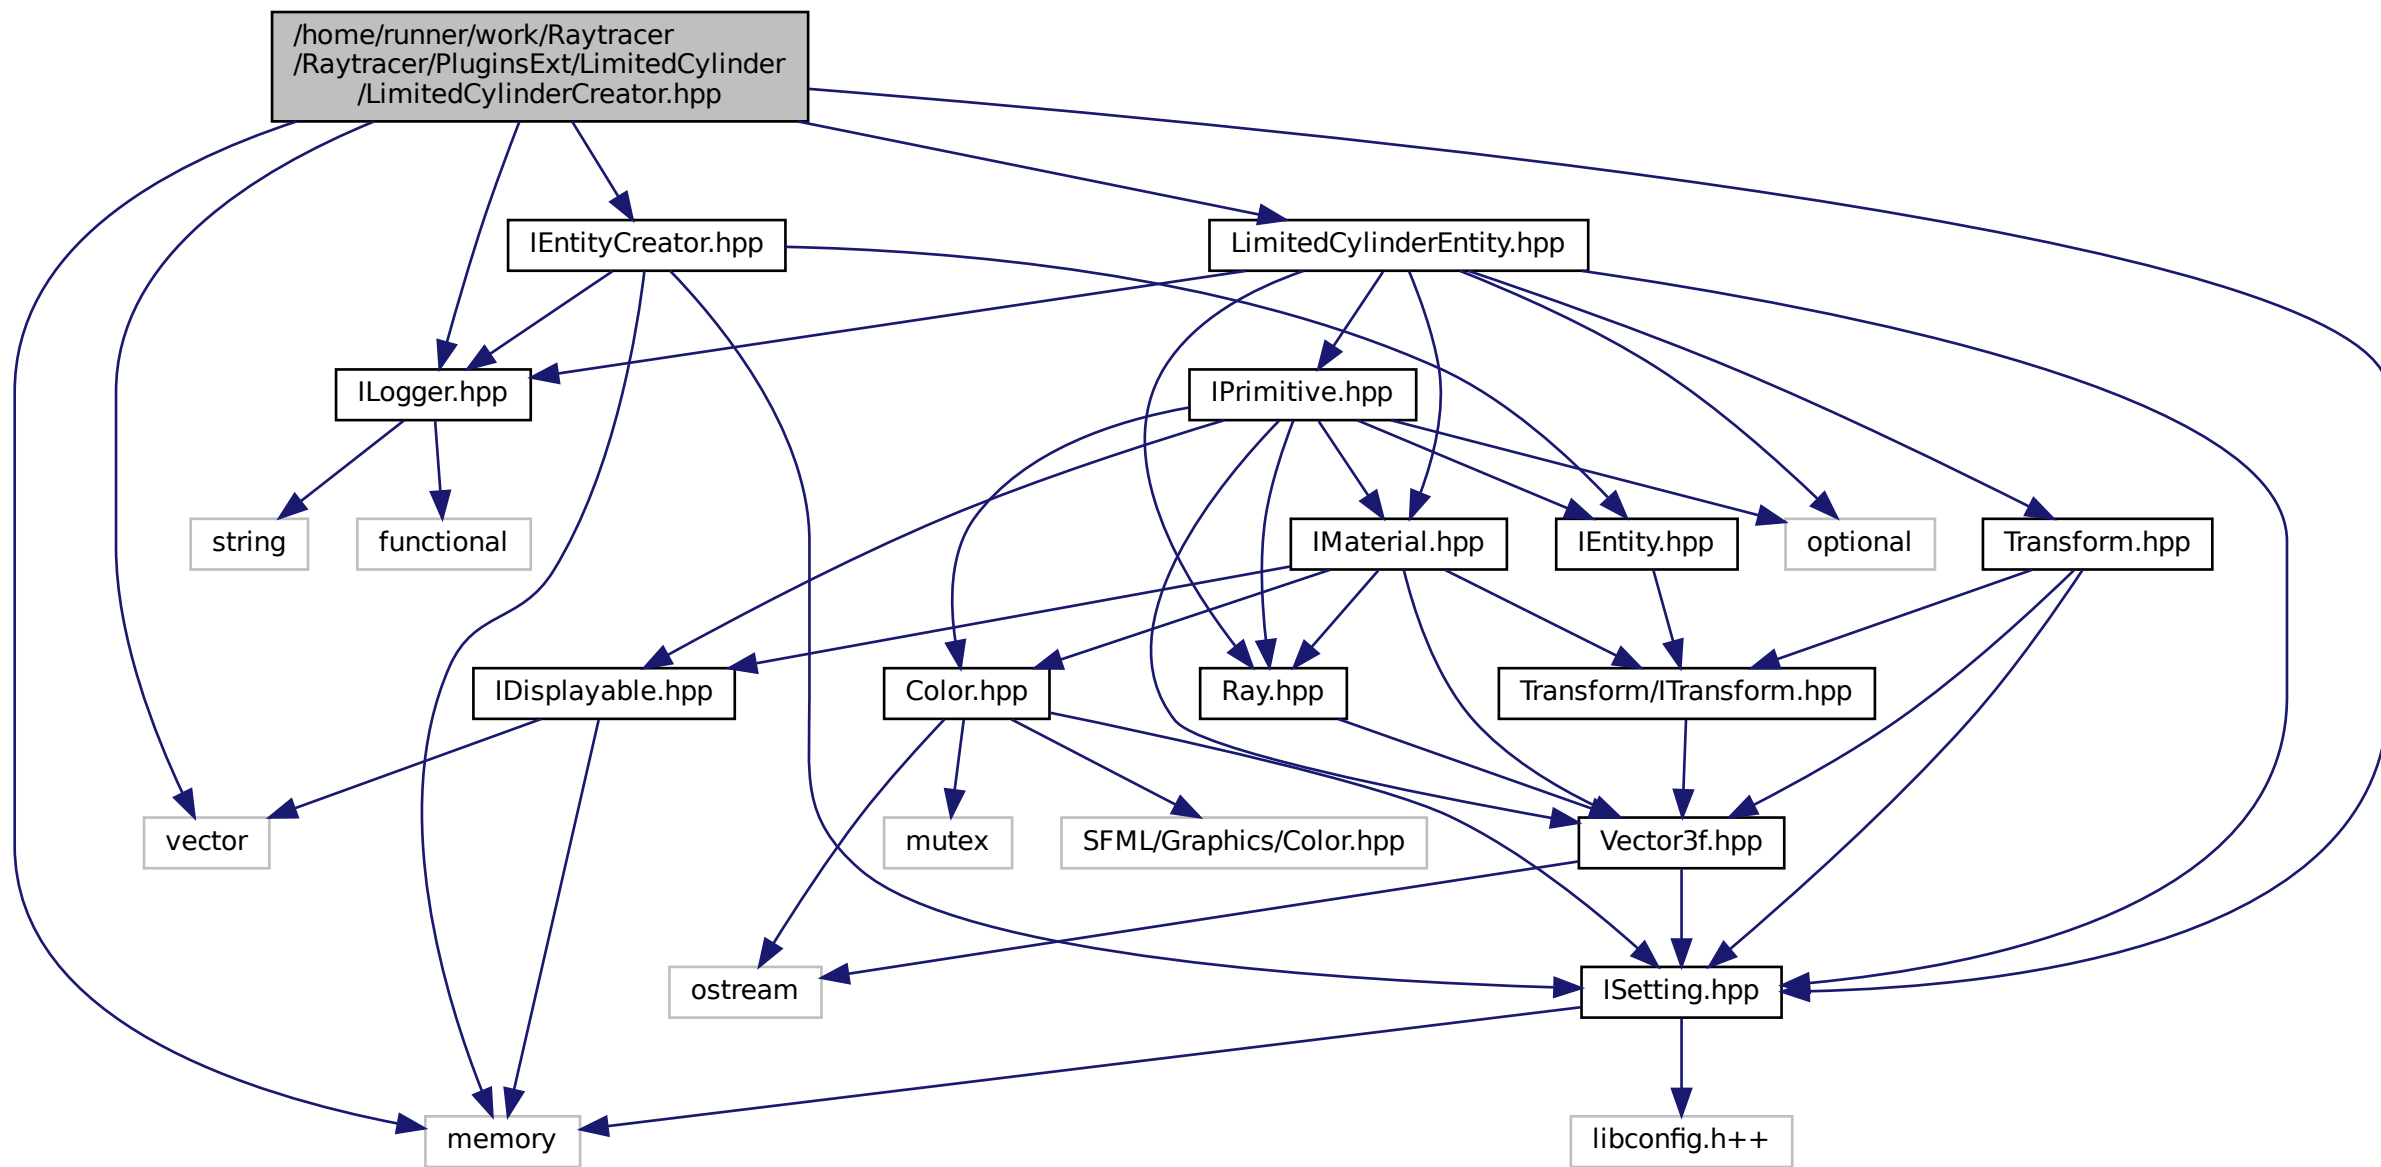 /home/runner/work/Raytracer
/Raytracer/PluginsExt/LimitedCylinder
/LimitedCylinderCreator.hpp
IEntityCreator.hpp
LimitedCylinderEntity.hpp
ILogger.hpp
IPrimitive.hpp
string
functional
IMaterial.hpp
IEntity.hpp
optional
Transform.hpp
IDisplayable.hpp
Color.hpp
Ray.hpp
Transform/ITransform.hpp
vector
mutex
SFML/Graphics/Color.hpp
Vector3f.hpp
ostream
ISetting.hpp
memory
libconfig.h++